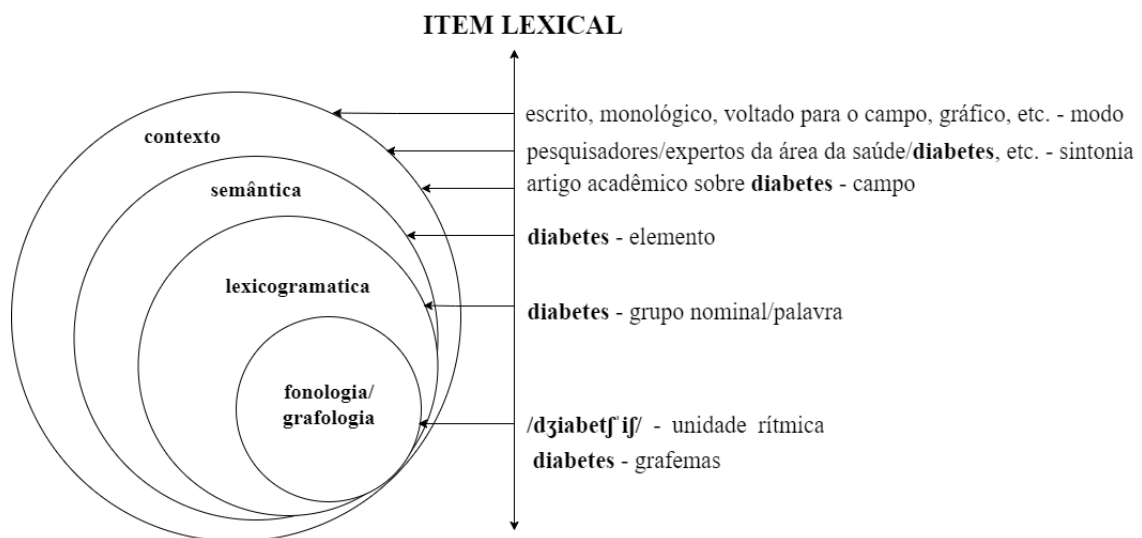 ITEM LEXICAL
contexto
escrito, monológico, voltado para o campo, gráfico, etc. - modo
pesquisadores/expertos da área da saúde/diabetes, etc. - sintonia
artigo acadêmico sobre diabetes - campo
semântica
diabetes - elemento
lexicogramatica
diabetes - grupo nominal/palavra
fonologia/
grafologia
/dʒiabetʃˈiʃ/ - unidade rítmica
diabetes - grafemas